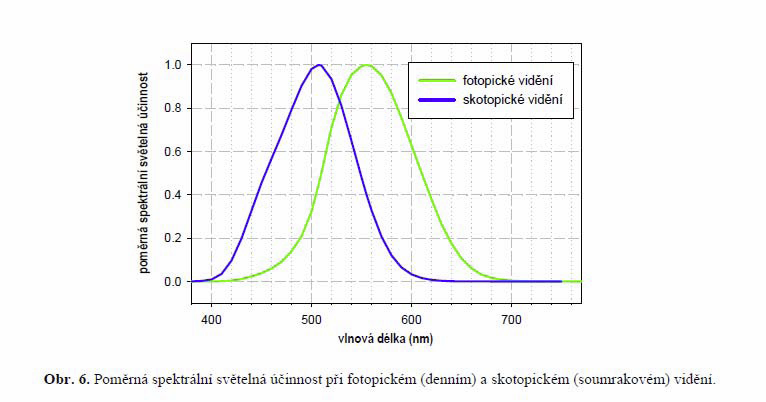 poměrná spektrální světelná účinnost
1.0
0.8
0.6
0.4
0.2
0.0
fotopické vidění
skotopické vidění
400 500 600 700
vlnová délka (nm)
Obr. 6. Poměrná spektrální světelná účinnost při fotopickém (denním) a skotopickém (soumrakovém) vidění.